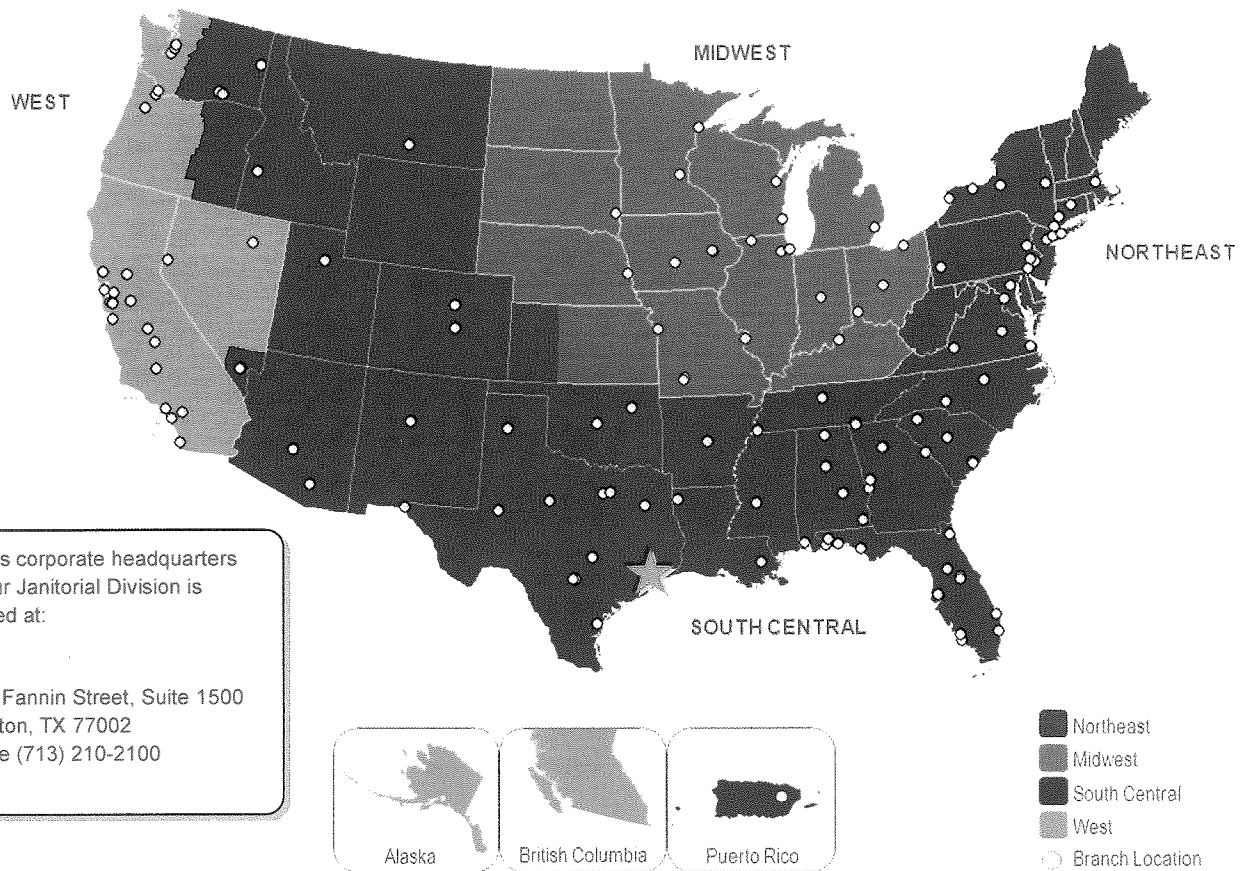 MIDWEST
WEST
NORTHEAST
s corporate headquarters
r Janitorial Division is
ed at:
Fannin Street, Suite 1500
ton, TX 77002
e (713) 210-2100
SOUTH CENTRAL
Alaska
British Columbia
Puerto Rico
Northeast
Midwest
South Central
West
Branch Location